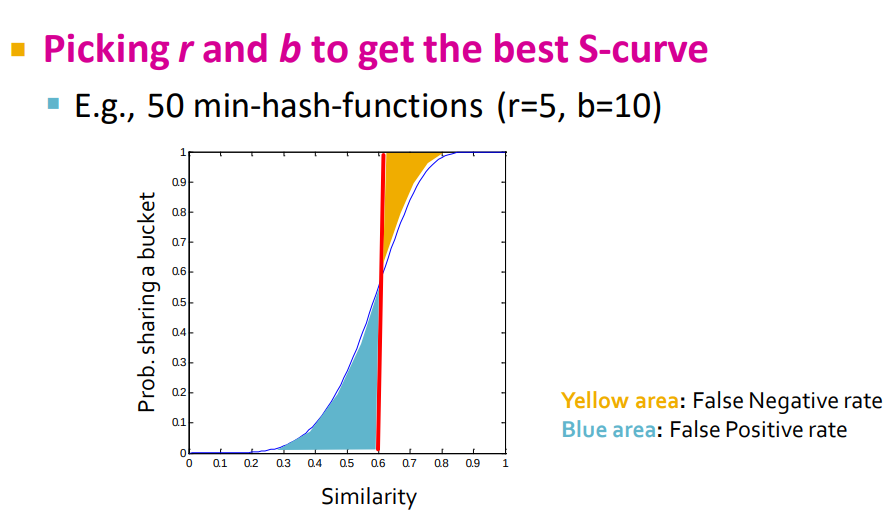 Picking r and b to get the best S-curve
E.g., 50 min-hash-functions (r=5, b=10)
1
0.9
0.8
0.7
0.6
0.5
0.4
0.3
0.2
0.1
0
Prob. sharing a bucket
0 0.1 0.2 0.3 0.4 0.5 0.6 0.7 0.8 0.9 1
Similarity
Yellow area: False Negative rate
Blue area: False Positive rate